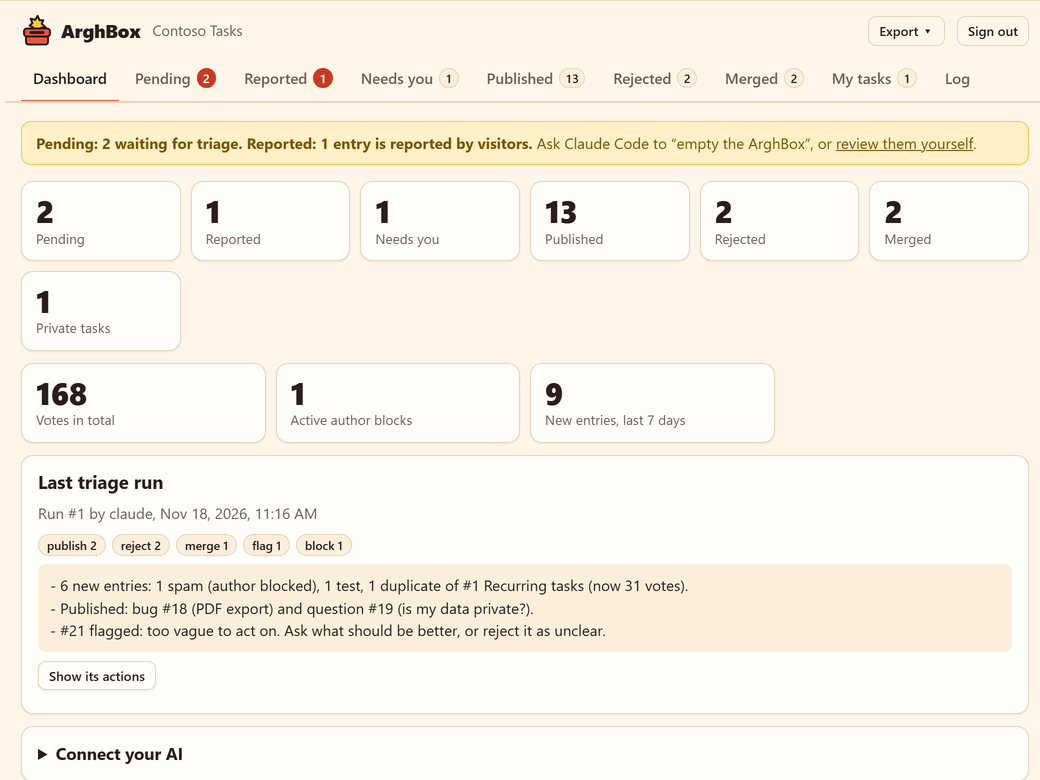 ArghBox Contoso Tasks Export ▾ Sign out
Dashboard Pending 2 Reported 1 Needs you 1 Published 13 Rejected 2 Merged 2 My tasks 1 Log
Pending: 2 waiting for triage. Reported: 1 entry is reported by visitors. Ask Claude Code to “empty the ArghBox”, or review them yourself.
2 1 1 13 2 2
Pending Reported Needs you Published Rejected Merged
1
Private tasks
168 1 9
Votes in total Active author blocks New entries, last 7 days
Last triage run
Run #1 by claude, Nov 18, 2026, 11:16 AM
publish 2 reject 2 merge 1 flag 1 block 1
- 6 new entries: 1 spam (author blocked), 1 test, 1 duplicate of #1 Recurring tasks (now 31 votes).
- Published: bug #18 (PDF export) and question #19 (is my data private?).
- #21 flagged: too vague to act on. Ask what should be better, or reject it as unclear.
Show its actions
▶ Connect your AI